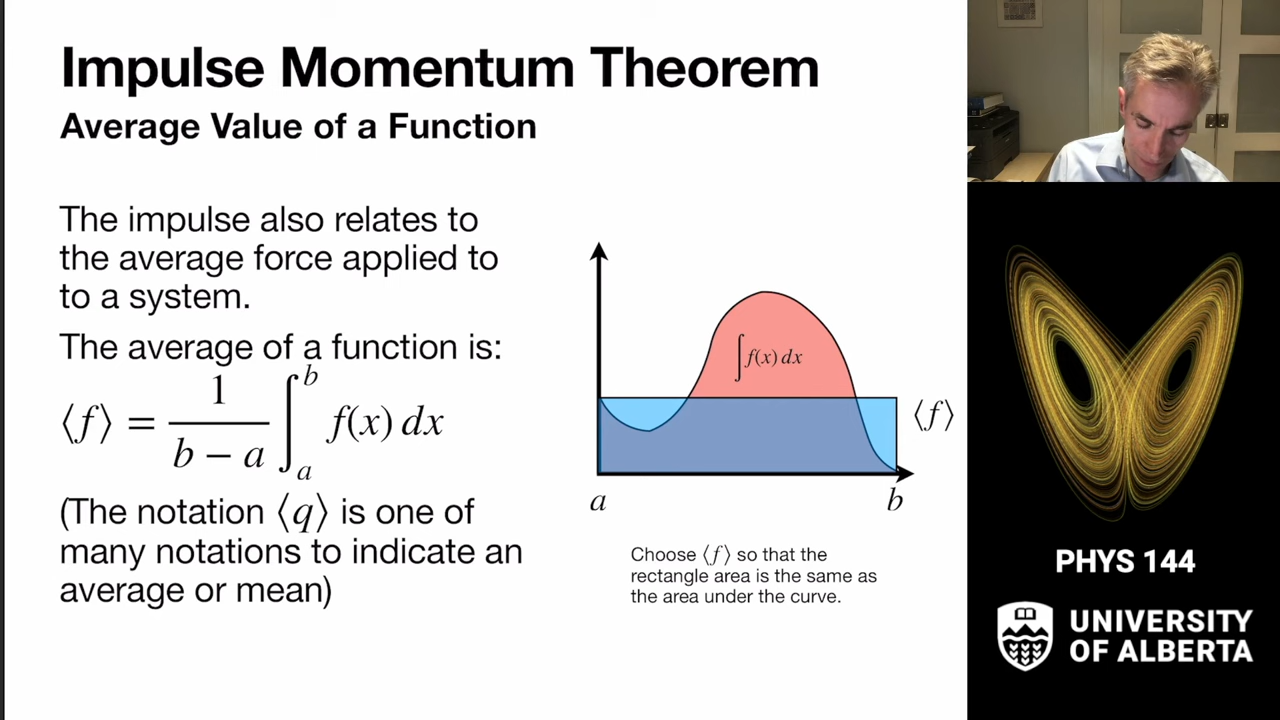 Impulse Momentum Theorem
Average Value of a Function
The impulse also relates to
the average force applied to
to a system.
The average of a function is:
⟨f⟩ = 1/(b − a) ∫_a^b f(x) dx
(The notation ⟨q⟩ is one of
many notations to indicate an
average or mean)
∫ f(x) dx
⟨f⟩
a
b
Choose ⟨f⟩ so that the
rectangle area is the same as
the area under the curve.
PHYS 144
UNIVERSITY
OF ALBERTA